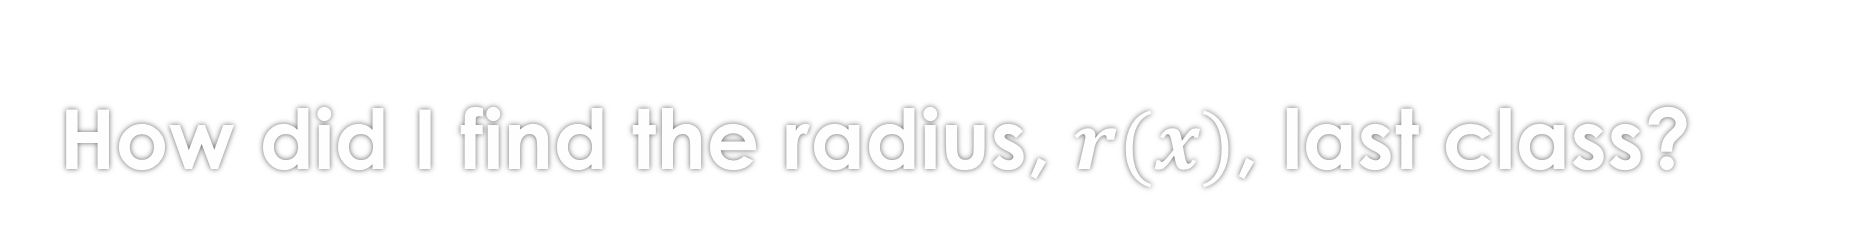 How did I find the radius, r(x), last class?